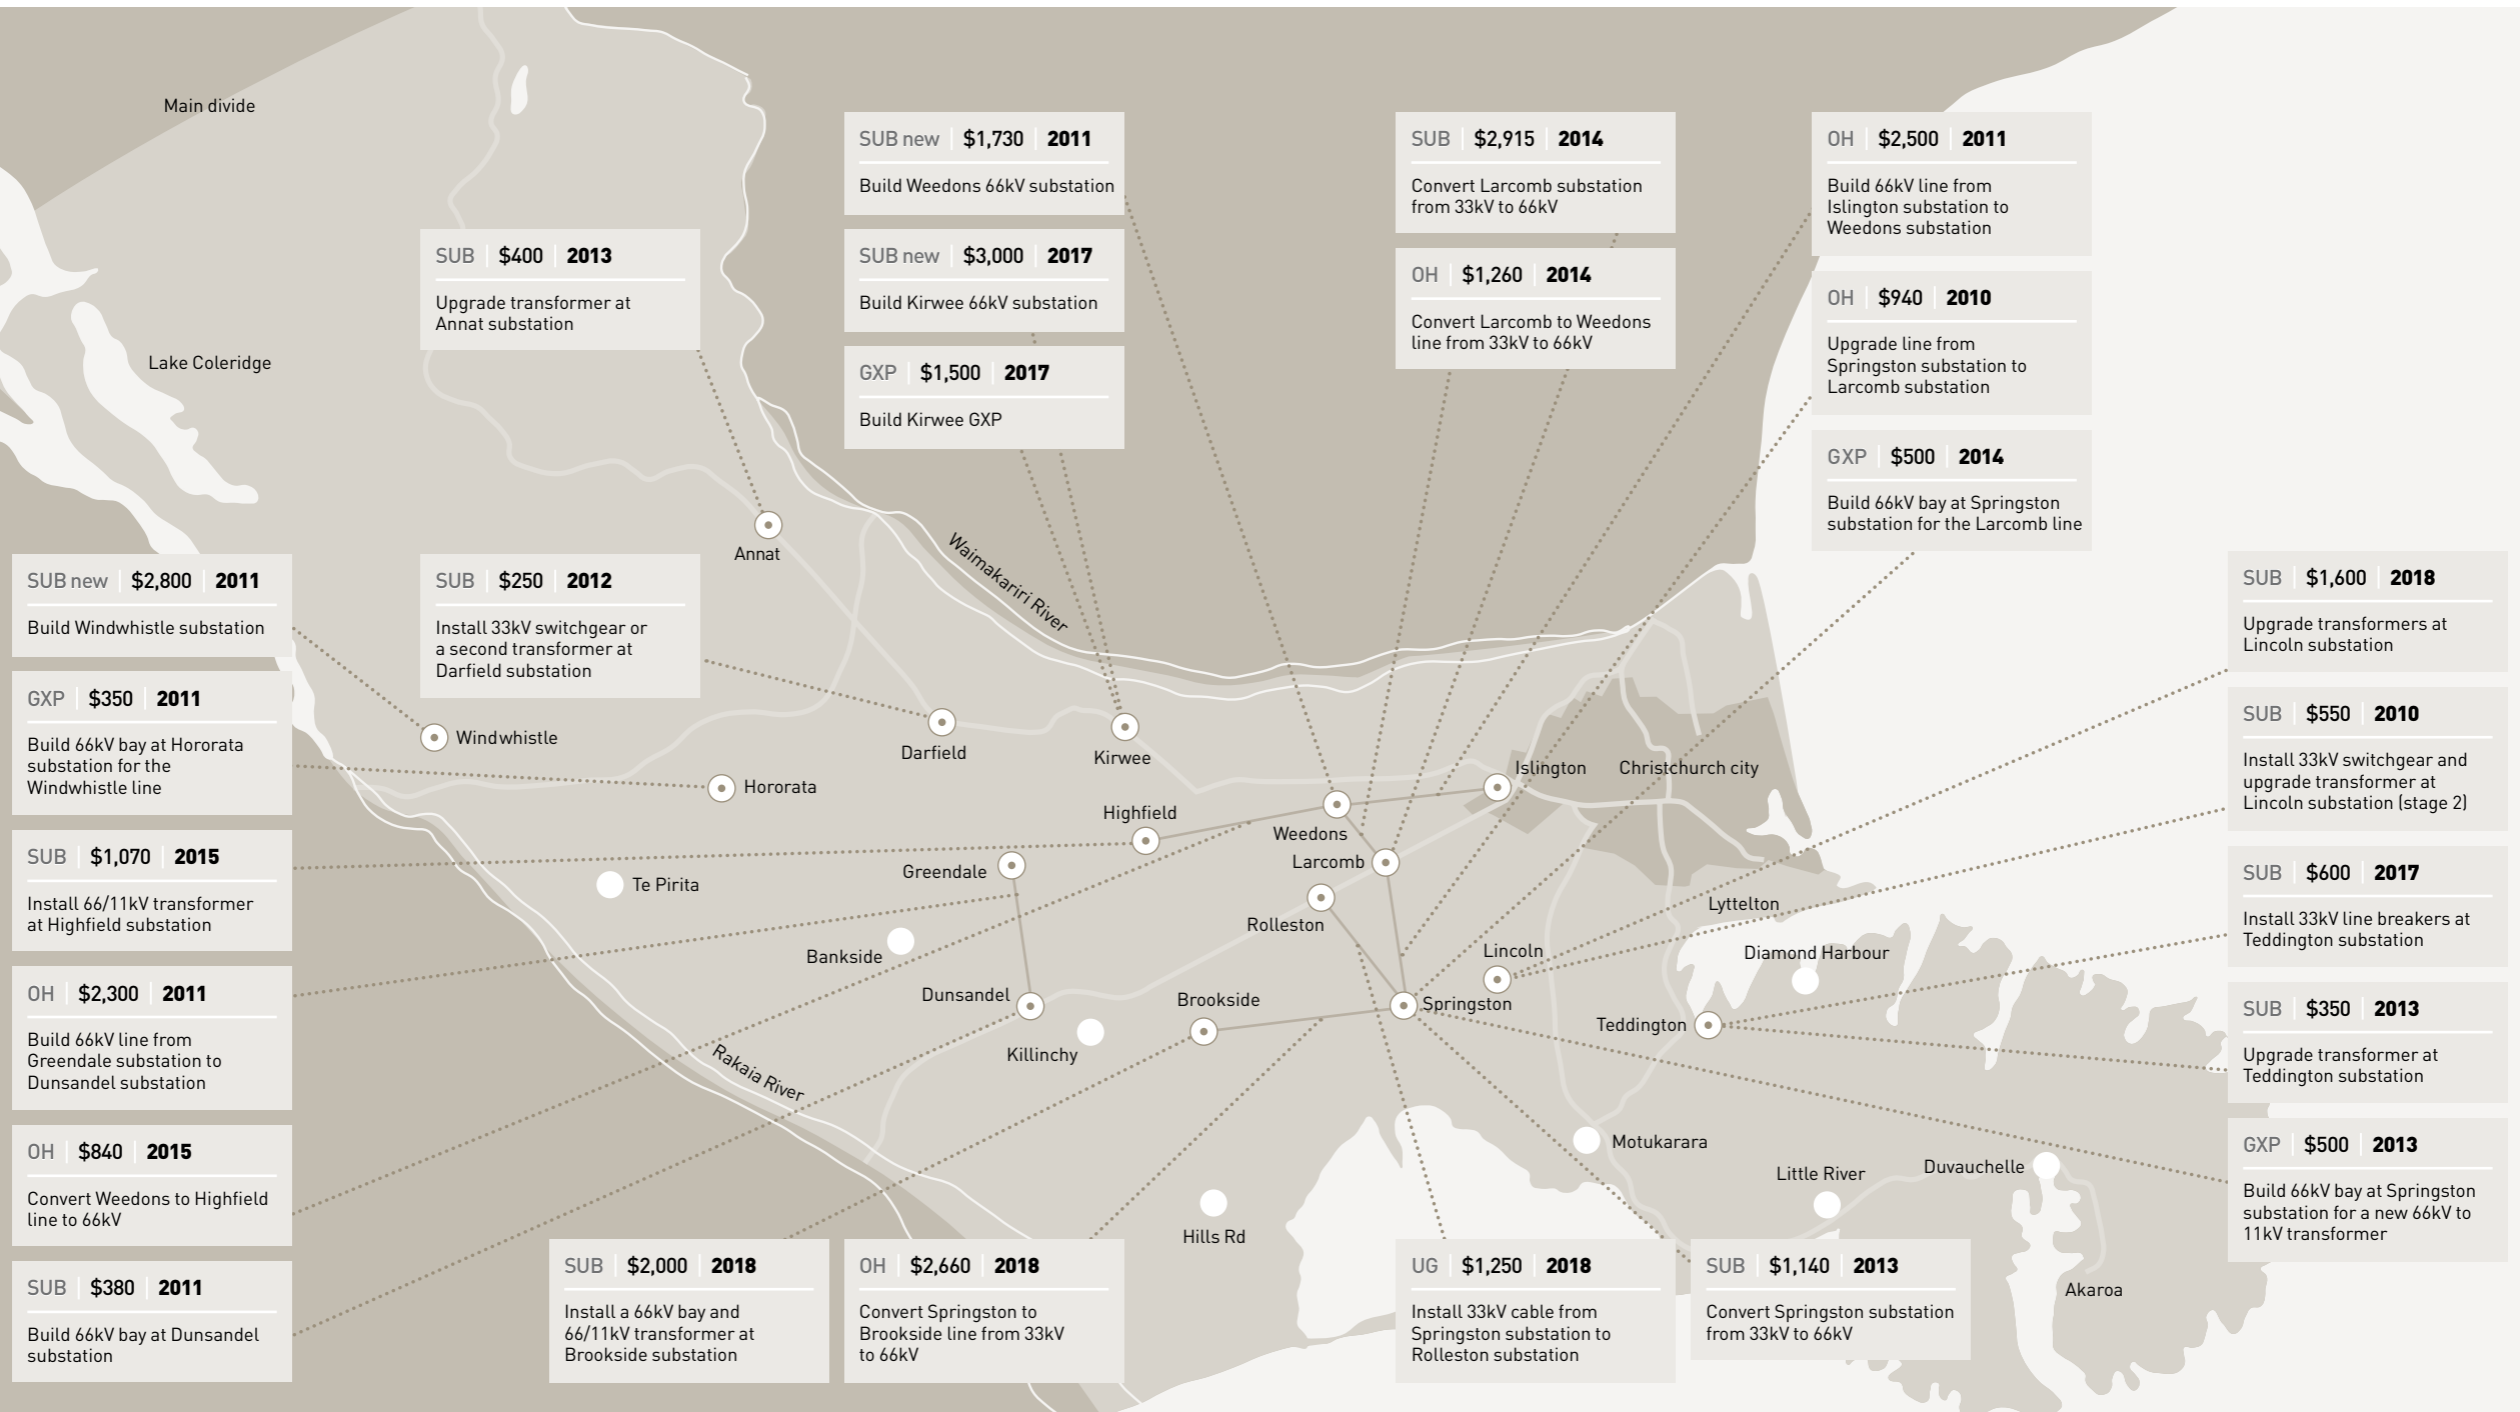 Main divide
Lake Coleridge
SUB new $1,730 2011
Build Weedons 66kV substation
SUB new $3,000 2017
Build Kirwee 66kV substation
GXP $1,500 2017
Build Kirwee GXP
SUB $2,915 2014
Convert Larcomb substation
from 33kV to 66kV
OH $1,260 2014
Convert Larcomb to Weedons
line from 33kV to 66kV
OH $2,500 2011
Build 66kV line from
Islington substation to
Weedons substation
OH $940 2010
Upgrade line from
Springston substation to
Larcomb substation
GXP $500 2014
Build 66kV bay at Springston
substation for the Larcomb line
SUB $400 2013
Upgrade transformer at
Annat substation
SUB $250 2012
Install 33kV switchgear or
a second transformer at
Darfield substation
SUB new $2,800 2011
Build Windwhistle substation
GXP $350 2011
Build 66kV bay at Hororata
substation for the
Windwhistle line
SUB $1,070 2015
Install 66/11kV transformer
at Highfield substation
OH $2,300 2011
Build 66kV line from
Greendale substation to
Dunsandel substation
OH $840 2015
Convert Weedons to Highfield
line to 66kV
SUB $380 2011
Build 66kV bay at Dunsandel
substation
Annat
Waimakariri River
Windwhistle
Darfield
Kirwee
Hororata
Highfield
Greendale
Te Pirita
Bankside
Dunsandel
Killinchy
Brookside
Rakaia River
Hills Rd
Weedons
Larcomb
Rolleston
Islington
Christchurch city
Lincoln
Springston
Lyttelton
Diamond Harbour
Teddington
Motukarara
Little River
Duvauchelle
Akaroa
SUB $1,600 2018
Upgrade transformers at
Lincoln substation
SUB $550 2010
Install 33kV switchgear and
upgrade transformer at
Lincoln substation (stage 2)
SUB $600 2017
Install 33kV line breakers at
Teddington substation
SUB $350 2013
Upgrade transformer at
Teddington substation
GXP $500 2013
Build 66kV bay at Springston
substation for a new 66kV to
11kV transformer
SUB $2,000 2018
Install a 66kV bay and
66/11kV transformer at
Brookside substation
OH $2,660 2018
Convert Springston to
Brookside line from 33kV
to 66kV
UG $1,250 2018
Install 33kV cable from
Springston substation to
Rolleston substation
SUB $1,140 2013
Convert Springston substation
from 33kV to 66kV